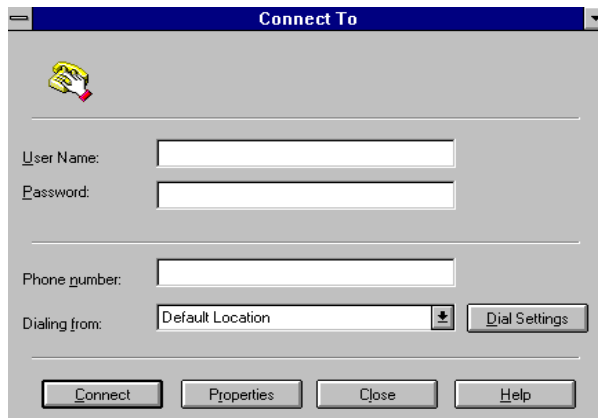 Connect To
User Name:
Password:
Phone number:
Dialing from: Default Location Dial Settings
Connect Properties Close Help